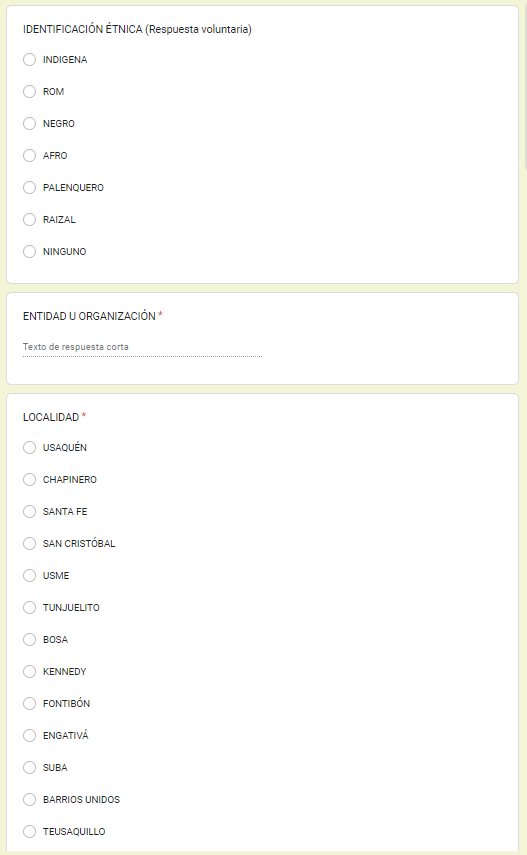 IDENTIFICACIÓN ÉTNICA (Respuesta voluntaria)
INDIGENA
ROM
NEGRO
AFRO
PALENQUERO
RAIZAL
NINGUNO
ENTIDAD U ORGANIZACIÓN *
Texto de respuesta corta
LOCALIDAD *
USAQUÉN
CHAPINERO
SANTA FE
SAN CRISTÓBAL
USME
TUNJUELITO
BOSA
KENNEDY
FONTIBÓN
ENGATIVÁ
SUBA
BARRIOS UNIDOS
TEUSAQUILLO